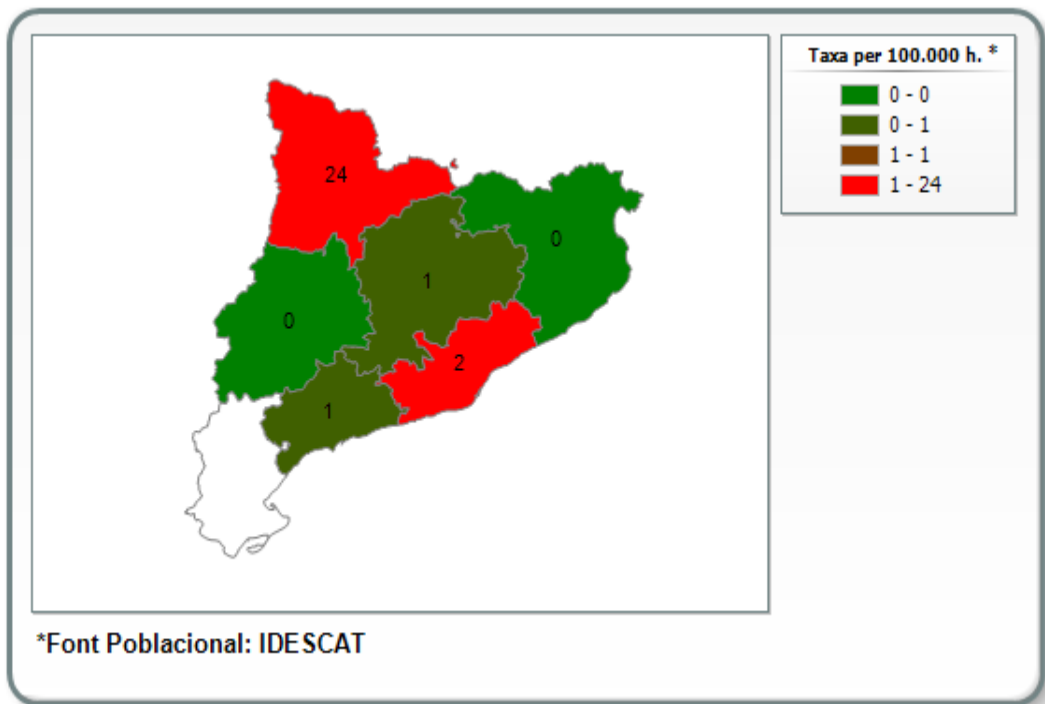 Taxa per 100.000 h. *
0 - 0
0 - 1
1 - 1
1 - 24
24
0
1
0
2
1
*Font Poblacional: IDESCAT